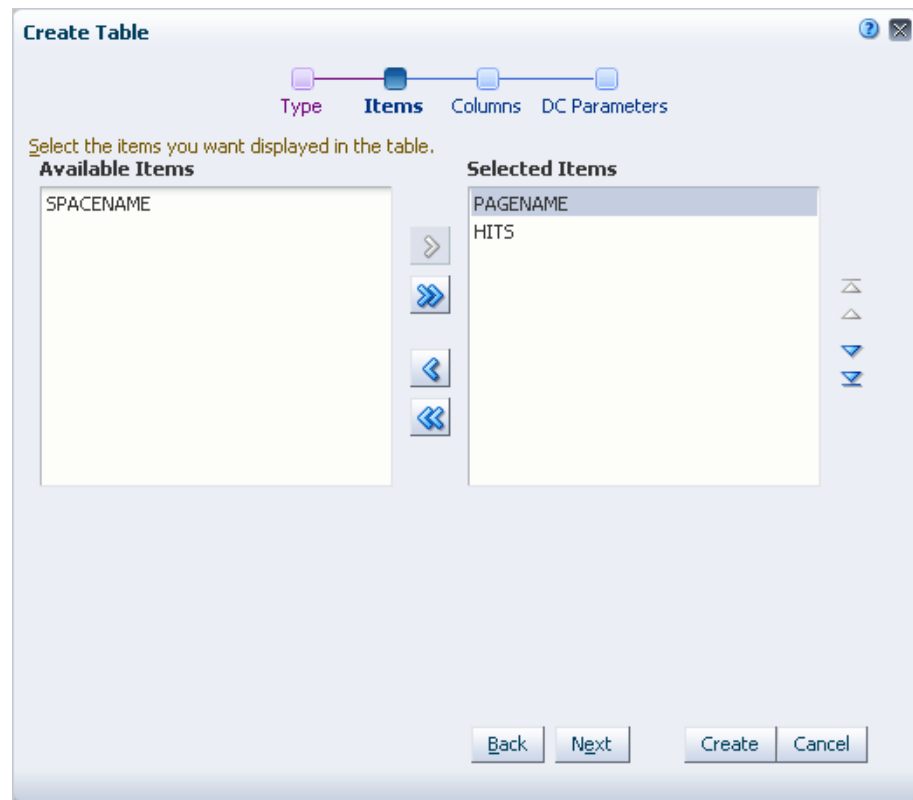 Create Table
Type Items Columns DC Parameters
Select the items you want displayed in the table.
Available Items
SPACENAME
Selected Items
PAGENAME
HITS
Back Next Create Cancel